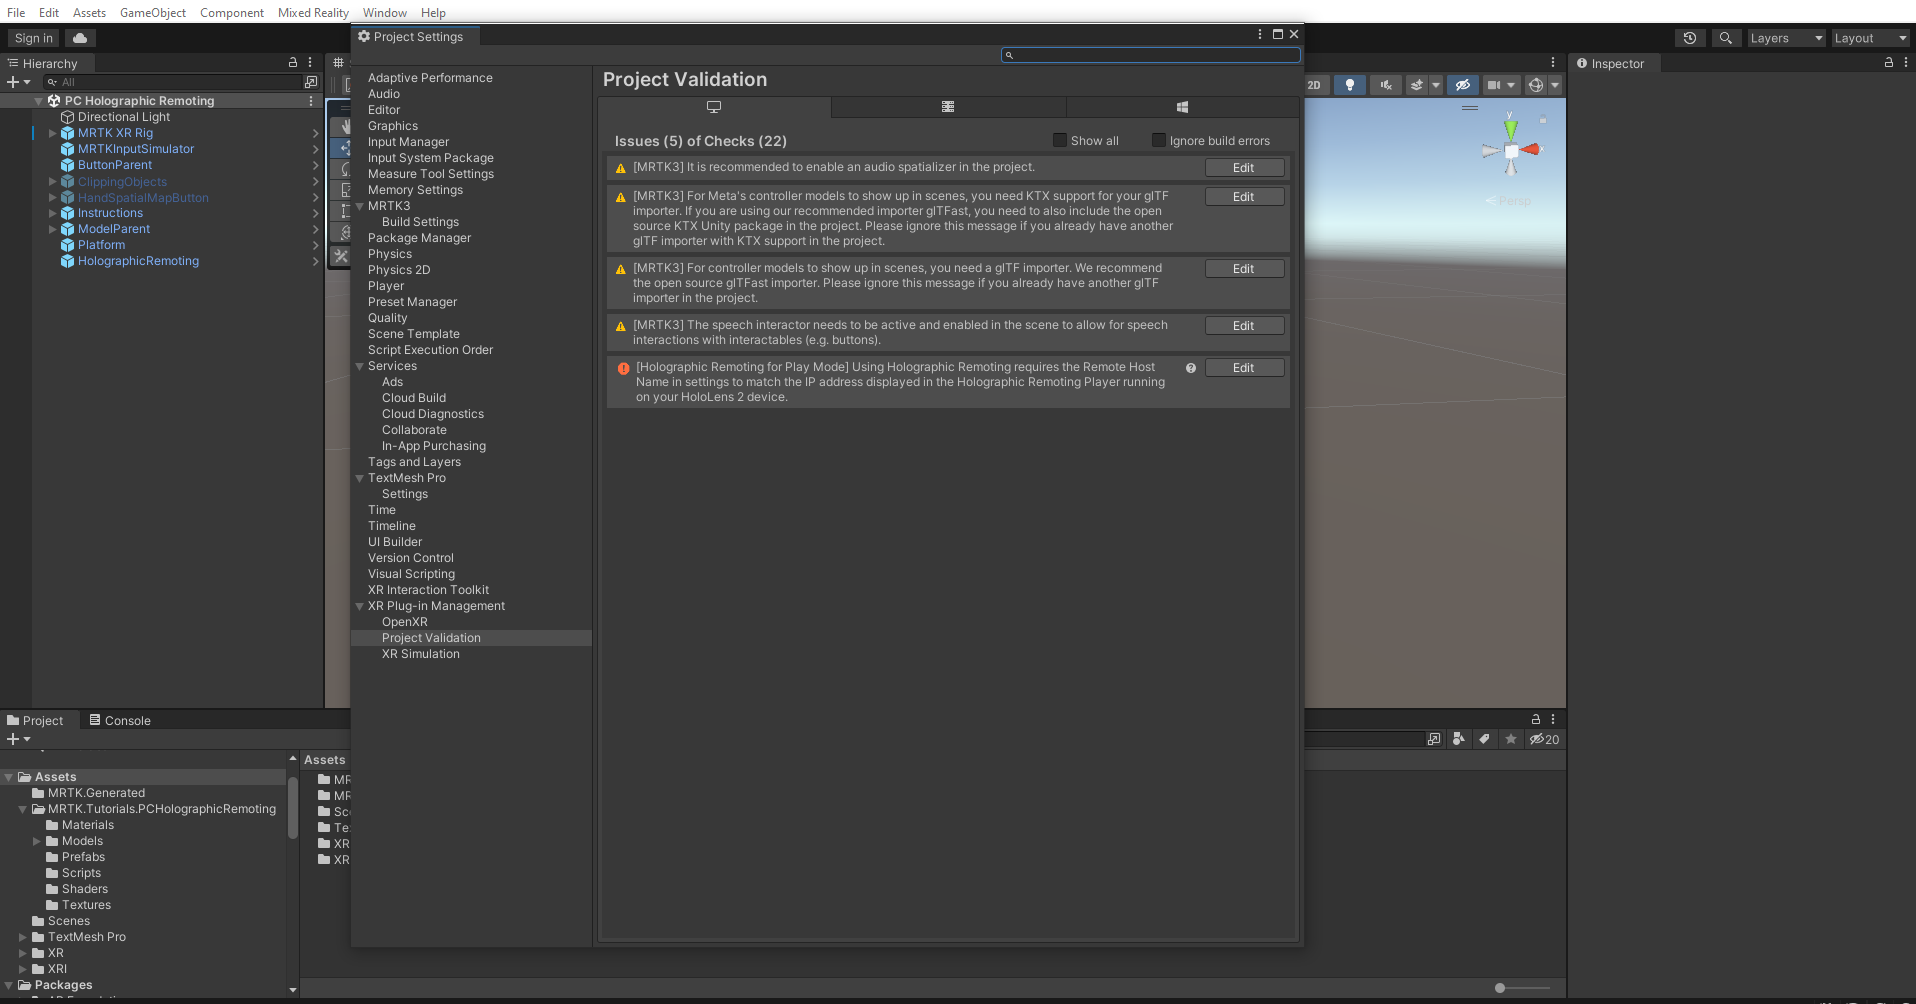 File Edit Assets GameObject Component Mixed Reality Window Help
Sign in
Layers
Layout
Hierarchy
All
PC Holographic Remoting
Directional Light
MRTK XR Rig
MRTKInputSimulator
ButtonParent
ClippingObjects
HandSpatialMapButton
Instructions
ModelParent
Platform
HolographicRemoting
Project Settings
Adaptive Performance
Audio
Editor
Graphics
Input Manager
Input System Package
Measure Tool Settings
Memory Settings
MRTK3
Build Settings
Package Manager
Physics
Physics 2D
Player
Preset Manager
Quality
Scene Template
Script Execution Order
Services
Ads
Cloud Build
Cloud Diagnostics
Collaborate
In-App Purchasing
Tags and Layers
TextMesh Pro
Settings
Time
Timeline
UI Builder
Version Control
Visual Scripting
XR Interaction Toolkit
XR Plug-in Management
OpenXR
Project Validation
XR Simulation
Project Validation
Issues (5) of Checks (22)
Show all
Ignore build errors
[MRTK3] It is recommended to enable an audio spatializer in the project.
Edit
[MRTK3] For Meta's controller models to show up in scenes, you need KTX support for your glTF
importer. If you are using our recommended importer glTFast, you need to also include the open
source KTX Unity package in the project. Please ignore this message if you already have another
glTF importer with KTX support in the project.
Edit
[MRTK3] For controller models to show up in scenes, you need a glTF importer. We recommend
the open source glTFast importer. Please ignore this message if you already have another glTF
importer in the project.
Edit
[MRTK3] The speech interactor needs to be active and enabled in the scene to allow for speech
interactions with interactables (e.g. buttons).
Edit
[Holographic Remoting for Play Mode] Using Holographic Remoting requires the Remote Host
Name in settings to match the IP address displayed in the Holographic Remoting Player running
on your HoloLens 2 device.
Edit
2D
y
x
Persp
Inspector
Project
Console
20
Assets
MRTK.Generated
MRTK.Tutorials.PCHolographicRemoting
Materials
Models
Prefabs
Scripts
Shaders
Textures
Scenes
TextMesh Pro
XR
XRI
Packages
Assets
MR
MR
Sc
Te
XR
XR